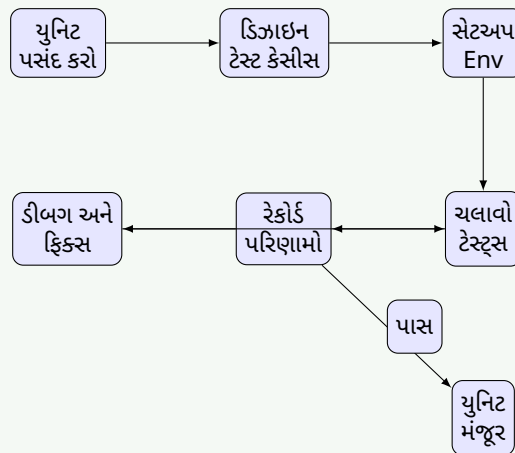 યુનિટ
પસંદ કરો
ડિઝાઇન
ટેસ્ટ કેસીસ
સેટઅપ
Env
ડીબગ અને
ફિક્સ
રેકોર્ડ
પરિણામો
ચલાવો
ટેસ્ટ્સ
પાસ
યુનિટ
મંજૂર